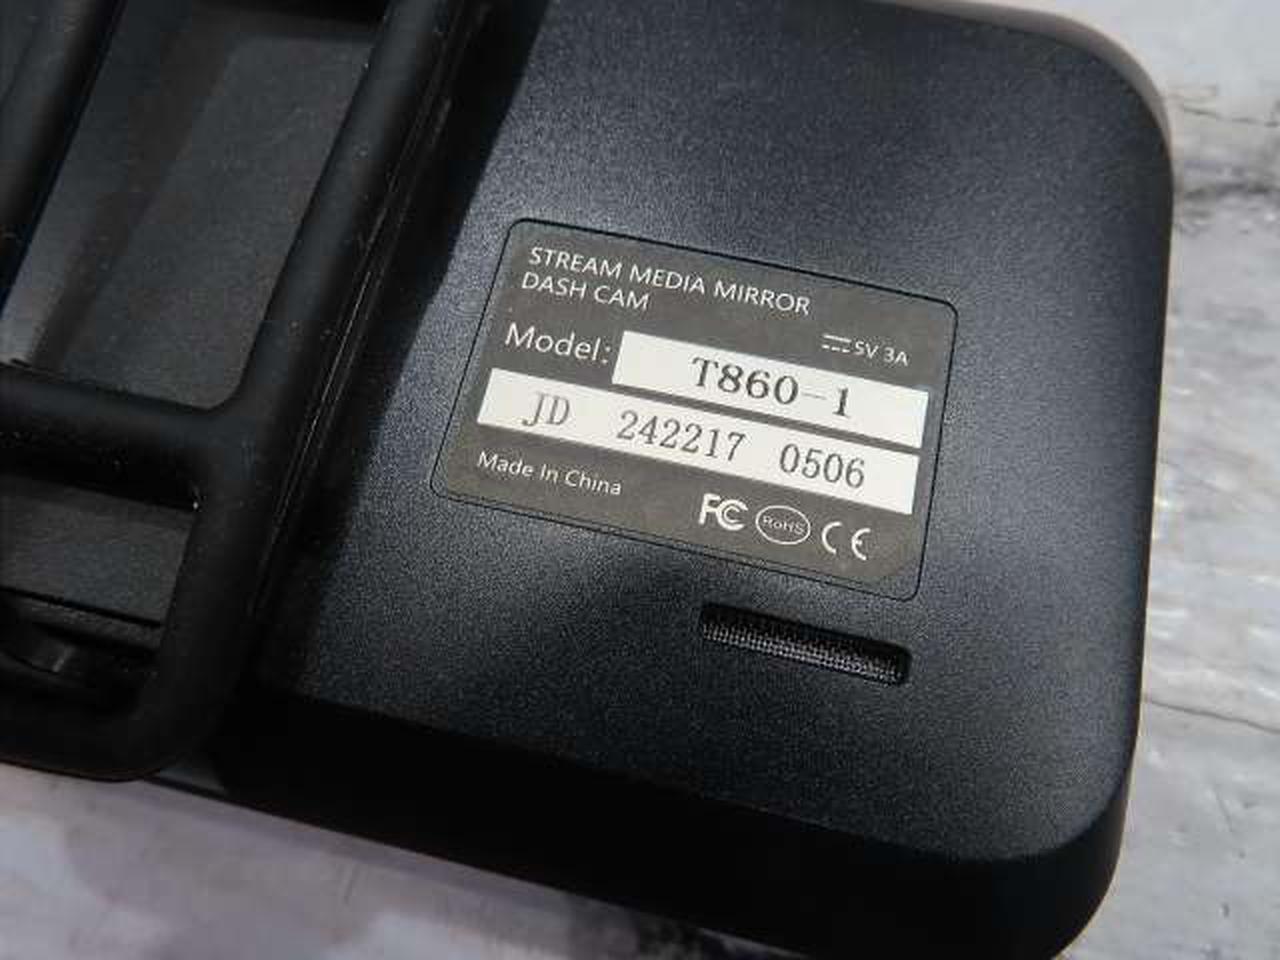 STREAM MEDIA MIRROR
DASH CAM
⎓ 5V 3A
Model: T860-1
JD 242217 0506
Made In China
FC RoHS CE